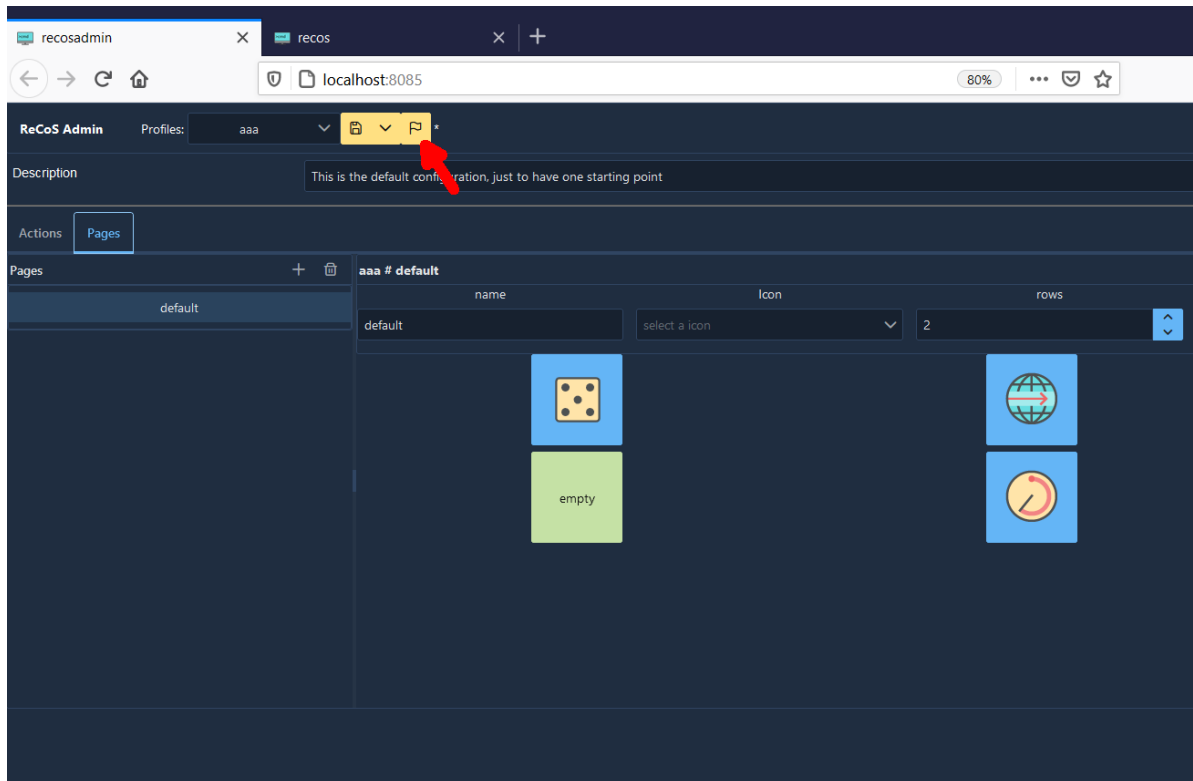 recosadmin
recos
localhost:8085
80%
ReCoS Admin
Profiles:
aaa
*
Description
This is the default configuration, just to have one starting point
Actions
Pages
Pages
aaa # default
default
name
Icon
rows
default
select a icon
2
empty